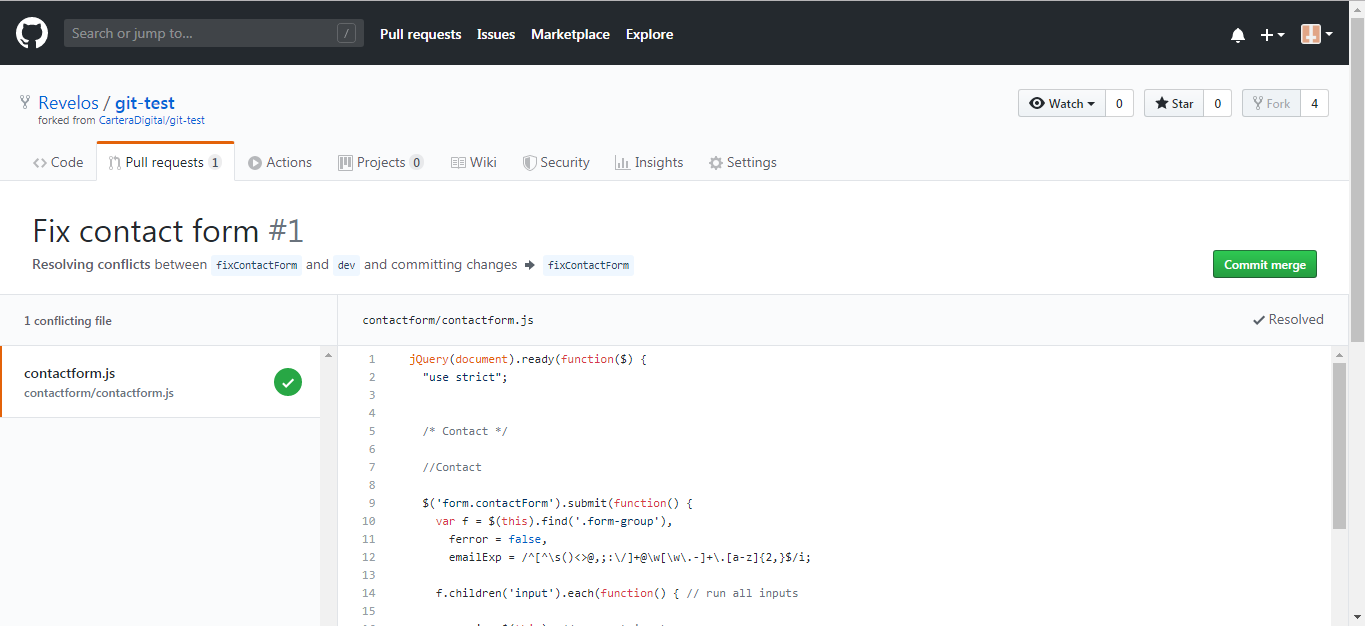 Search or jump to... / Pull requests Issues Marketplace Explore
Revelos / git-test Watch 0 Star 0 Fork 4
forked from CarteraDigital/git-test
Code Pull requests 1 Actions Projects 0 Wiki Security Insights Settings
Fix contact form #1
Resolving conflicts between fixContactForm and dev and committing changes → fixContactForm Commit merge
1 conflicting file contactform/contactform.js Resolved
contactform.js
contactform/contactform.js
1 jQuery(document).ready(function($) {
2 "use strict";
3
4
5 /* Contact */
6
7 //Contact
8
9 $('form.contactForm').submit(function() {
10 var f = $(this).find('.form-group'),
11 ferror = false,
12 emailExp = /^[^\s()<>@,;:\/]+@\w[\w\.-]+\.[a-z]{2,}$/i;
13
14 f.children('input').each(function() { // run all inputs
15